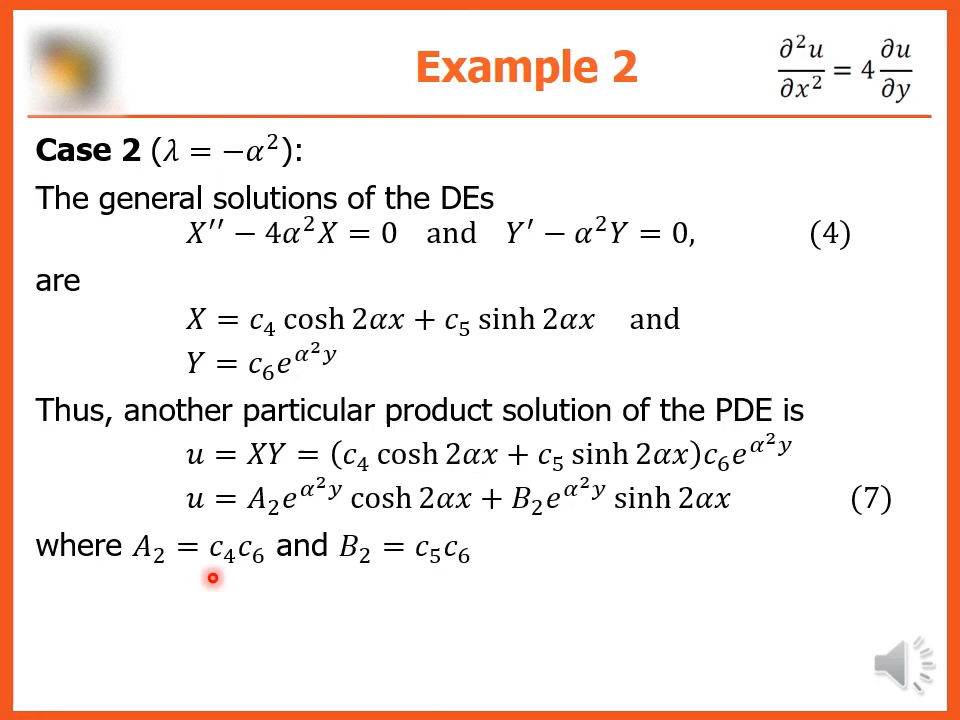 Example 2
∂²u/∂x² = 4 ∂u/∂y
Case 2 (λ = −α²):
The general solutions of the DEs
X′′ − 4α²X = 0 and Y′ − α²Y = 0, (4)
are
X = c₄ cosh 2αx + c₅ sinh 2αx and
Y = c₆e^{α²y}
Thus, another particular product solution of the PDE is
u = XY = (c₄ cosh 2αx + c₅ sinh 2αx)c₆e^{α²y}
u = A₂e^{α²y} cosh 2αx + B₂e^{α²y} sinh 2αx (7)
where A₂ = c₄c₆ and B₂ = c₅c₆